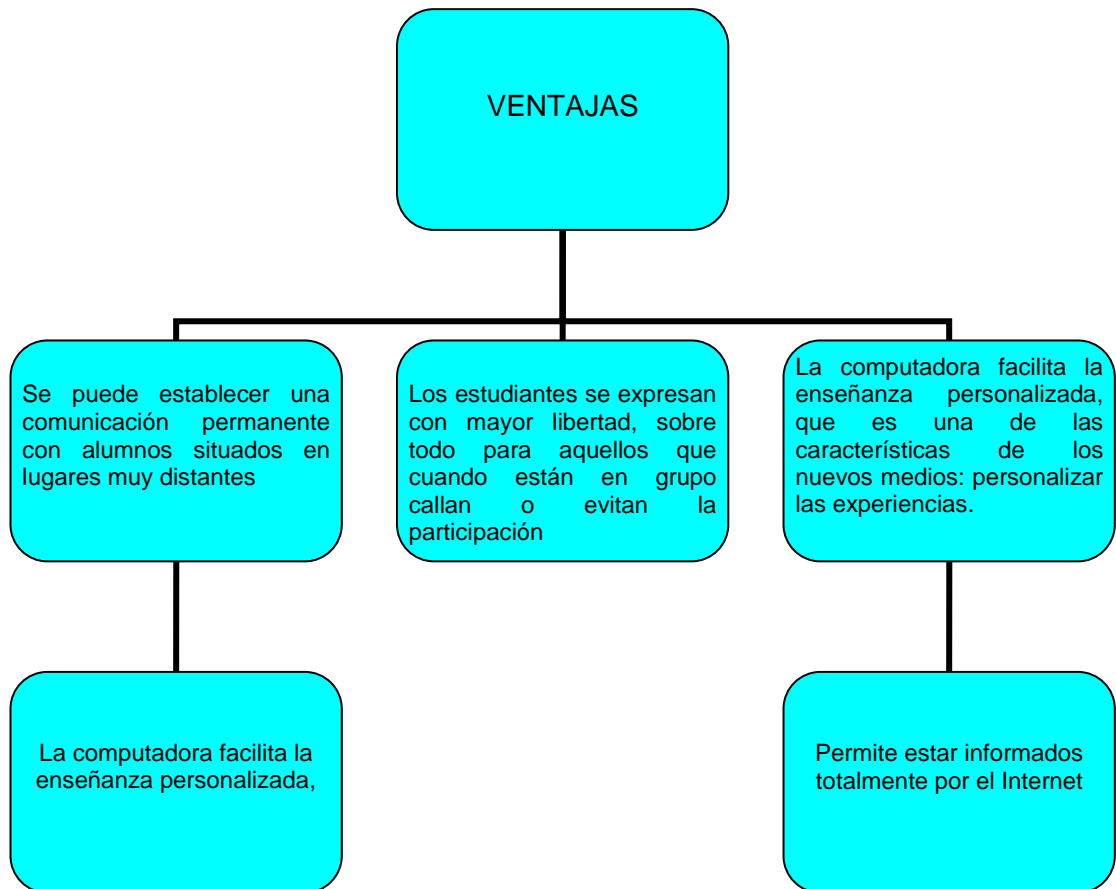 VENTAJAS
Se puede establecer una
comunicación permanente
con alumnos situados en
lugares muy distantes
Los estudiantes se expresan
con mayor libertad, sobre
todo para aquellos que
cuando están en grupo
callan o evitan la
participación
La computadora facilita la
enseñanza personalizada,
que es una de las
características de los
nuevos medios: personalizar
las experiencias.
La computadora facilita la
enseñanza personalizada,
Permite estar informados
totalmente por el Internet